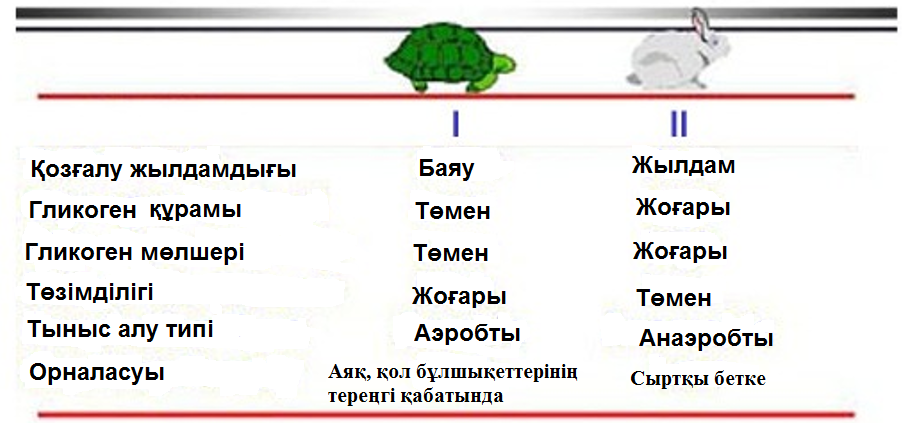 I II
Қозғалу жылдамдығы Баяу Жылдам
Гликоген құрамы Төмен Жоғары
Гликоген мөлшері Төмен Жоғары
Төзімділігі Жоғары Төмен
Тыныс алу типі Аэробты Анаэробты
Орналасуы Аяқ, қол бұлшықеттерінің Сыртқы бетке
тереңгі қабатында